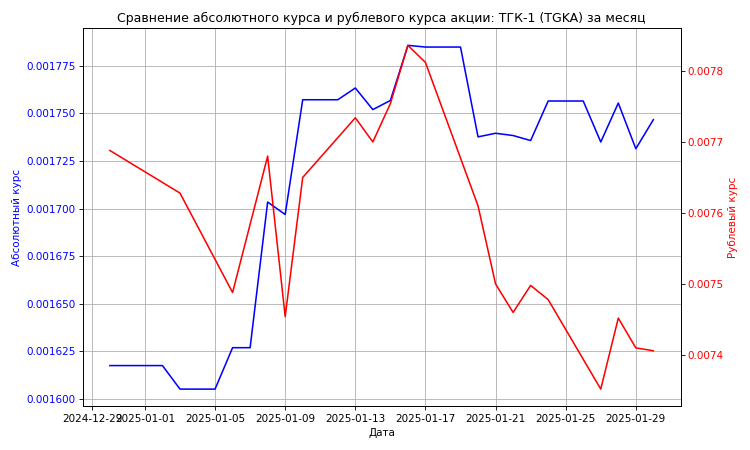 Сравнение абсолютного курса и рублевого курса акции: ТГК-1 (TGKA) за месяц
0.001775
0.001750
0.001725
0.001700
0.001675
0.001650
0.001625
0.001600
Абсолютный курс
0.0078
0.0077
0.0076
0.0075
0.0074
Рублевый курс
2024-12-29 2025-01-01 2025-01-05 2025-01-09 2025-01-13 2025-01-17 2025-01-21 2025-01-25 2025-01-29
Дата